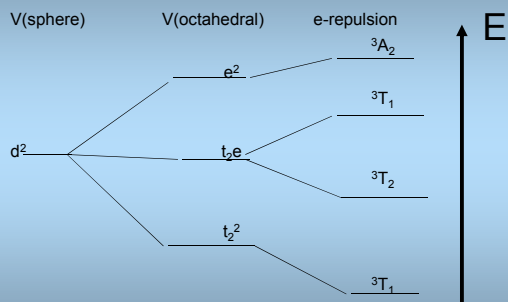 V(sphere) V(octahedral) e-repulsion E
³A₂
e²
³T₁
d² t₂e
³T₂
t₂²
³T₁